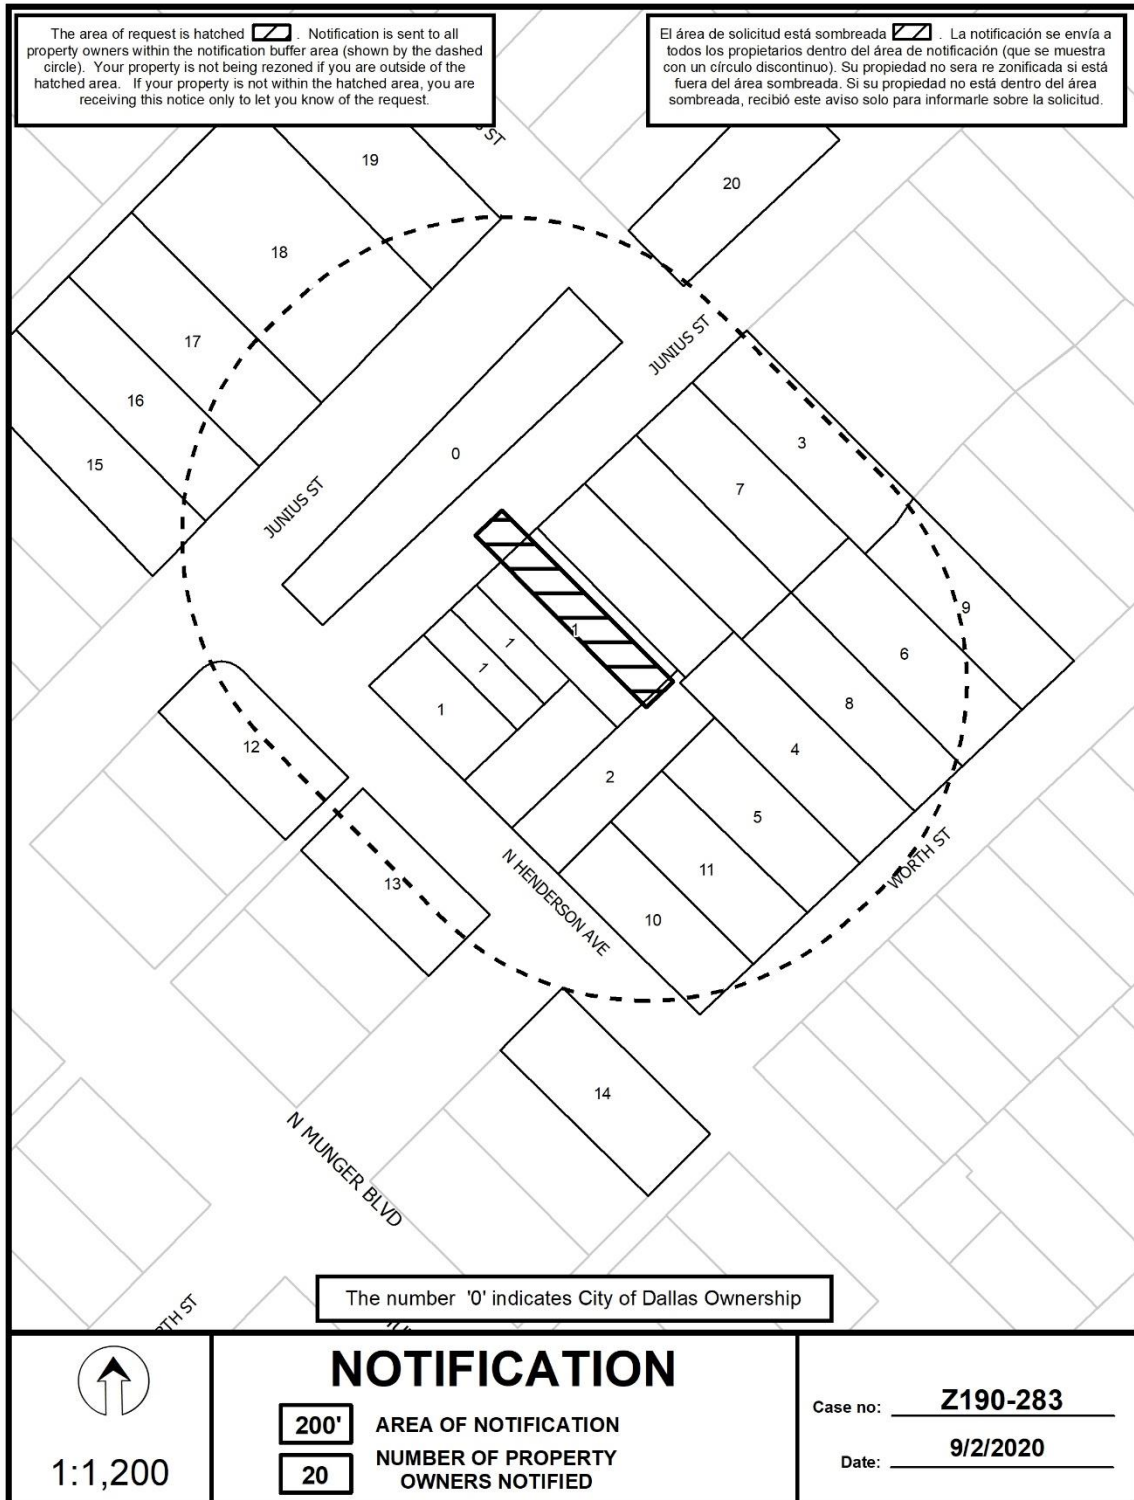 The area of request is hatched . Notification is sent to all
property owners within the notification buffer area (shown by the dashed
circle). Your property is not being rezoned if you are outside of the
hatched area. If your property is not within the hatched area, you are
receiving this notice only to let you know of the request.
El área de solicitud está sombreada . La notificación se envía a
todos los propietarios dentro del área de notificación (que se muestra
con un círculo discontinuo). Su propiedad no sera re zonificada si está
fuera del área sombreada. Si su propiedad no está dentro del área
sombreada, recibió este aviso solo para informarle sobre la solicitud.
ST
19
20
18
JUNIUS ST
17
16
3
0
15
7
JUNIUS ST
9
1
1
6
1
8
1
12
4
2
5
WORTH ST
11
13
N HENDERSON AVE
10
14
N MUNGER BLVD
The number '0' indicates City of Dallas Ownership
RTH ST
1:1,200
NOTIFICATION
200' AREA OF NOTIFICATION
20 NUMBER OF PROPERTY
OWNERS NOTIFIED
Case no: Z190-283
Date: 9/2/2020